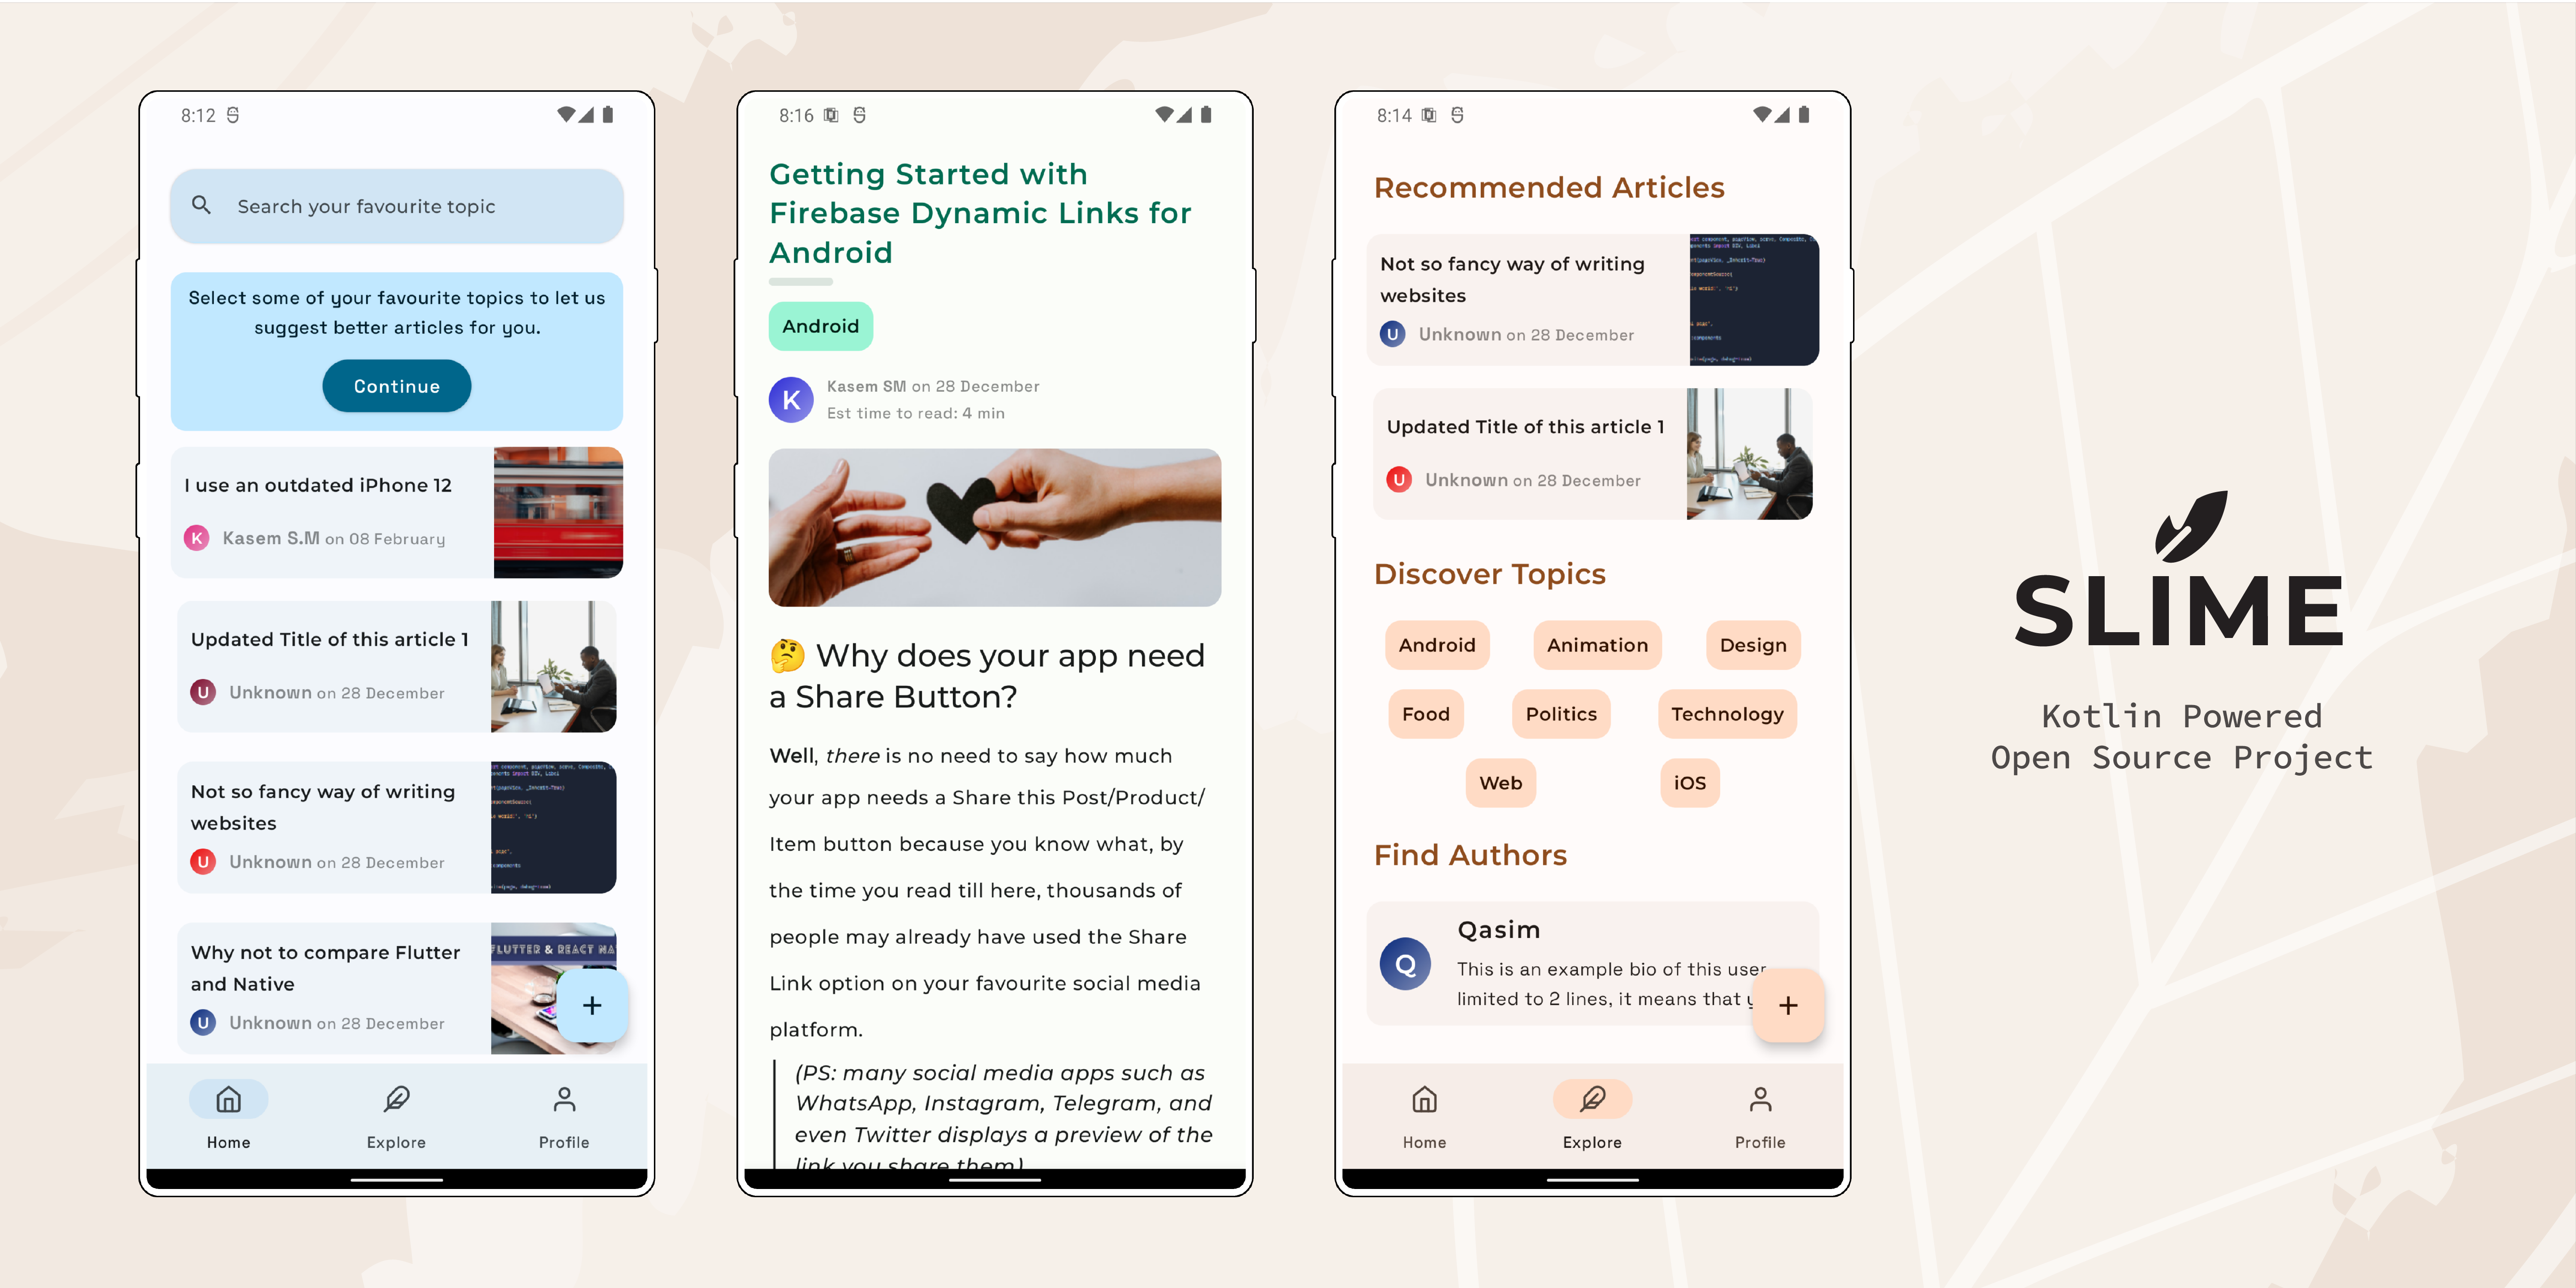 8:12
Search your favourite topic
Select some of your favourite topics to let us
suggest better articles for you.
Continue
I use an outdated iPhone 12
K Kasem S.M on 08 February
Updated Title of this article 1
U Unknown on 28 December
Not so fancy way of writing
websites
U Unknown on 28 December
Why not to compare Flutter
and Native
U Unknown on 28 December
FLUTTER & REACT NA
+
Home Explore Profile
8:16
Getting Started with
Firebase Dynamic Links for
Android
Android
K
Kasem SM on 28 December
Est time to read: 4 min
🤔 Why does your app need
a Share Button?
Well, there is no need to say how much
your app needs a Share this Post/Product/
Item button because you know what, by
the time you read till here, thousands of
people may already have used the Share
Link option on your favourite social media
platform.
(PS: many social media apps such as
WhatsApp, Instagram, Telegram, and
even Twitter displays a preview of the
link you share them)
8:14
Recommended Articles
Not so fancy way of writing
websites
U Unknown on 28 December
Updated Title of this article 1
U Unknown on 28 December
Discover Topics
Android Animation Design
Food Politics Technology
Web iOS
Find Authors
Q
Qasim
This is an example bio of this user
limited to 2 lines, it means that
+
Home Explore Profile
SLIME
Kotlin Powered
Open Source Project